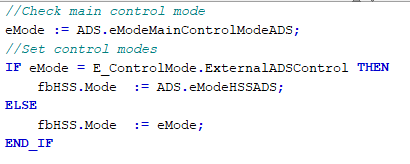 //Check main control mode
eMode := ADS.eModeMainControlModeADS;
//Set control modes
IF eMode = E_ControlMode.ExternalADSControl THEN
    fbHSS.Mode  := ADS.eModeHSSADS;
ELSE
    fbHSS.Mode  := eMode;
END_IF